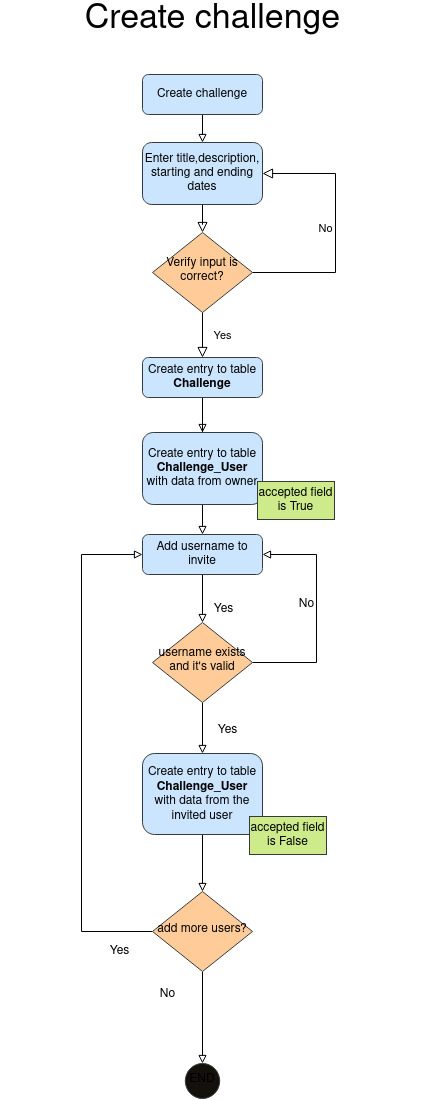 Create challenge
Create challenge
Enter title,description,
starting and ending
dates
No
Verify input is
correct?
Yes
Create entry to table
Challenge
Create entry to table
Challenge_User
with data from owner
accepted field
is True
Add username to
invite
No
Yes
username exists
and it's valid
Yes
Create entry to table
Challenge_User
with data from the
invited user
accepted field
is False
add more users?
Yes
No
END